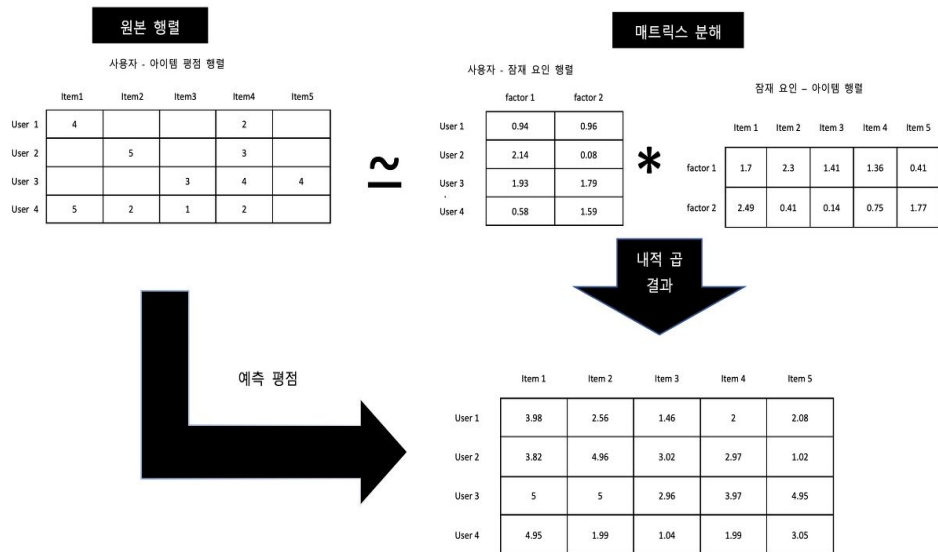 원본 행렬
사용자 - 아이템 평점 행렬
Item1 Item2 Item3 Item4 Item5
User 1 4 2
User 2 5 3
User 3 3 4 4
User 4 5 2 1 2
≃
매트릭스 분해
사용자 - 잠재 요인 행렬
factor 1 factor 2
User 1 0.94 0.96
User 2 2.14 0.08
User 3 1.93 1.79
User 4 0.58 1.59
*
잠재 요인 – 아이템 행렬
Item 1 Item 2 Item 3 Item 4 Item 5
factor 1 1.7 2.3 1.41 1.36 0.41
factor 2 2.49 0.41 0.14 0.75 1.77
내적 곱
결과
예측 평점
Item 1 Item 2 Item 3 Item 4 Item 5
User 1 3.98 2.56 1.46 2 2.08
User 2 3.82 4.96 3.02 2.97 1.02
User 3 5 5 2.96 3.97 4.95
User 4 4.95 1.99 1.04 1.99 3.05